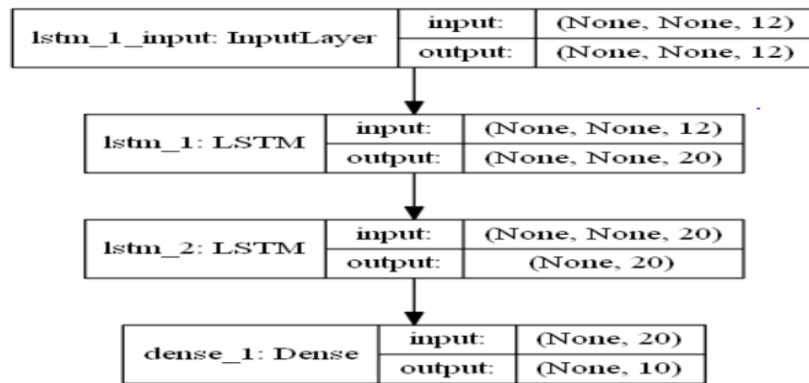 lstm_1_input: InputLayer
input: (None, None, 12)
output: (None, None, 12)
lstm_1: LSTM
input: (None, None, 12)
output: (None, None, 20)
lstm_2: LSTM
input: (None, None, 20)
output: (None, 20)
dense_1: Dense
input: (None, 20)
output: (None, 10)